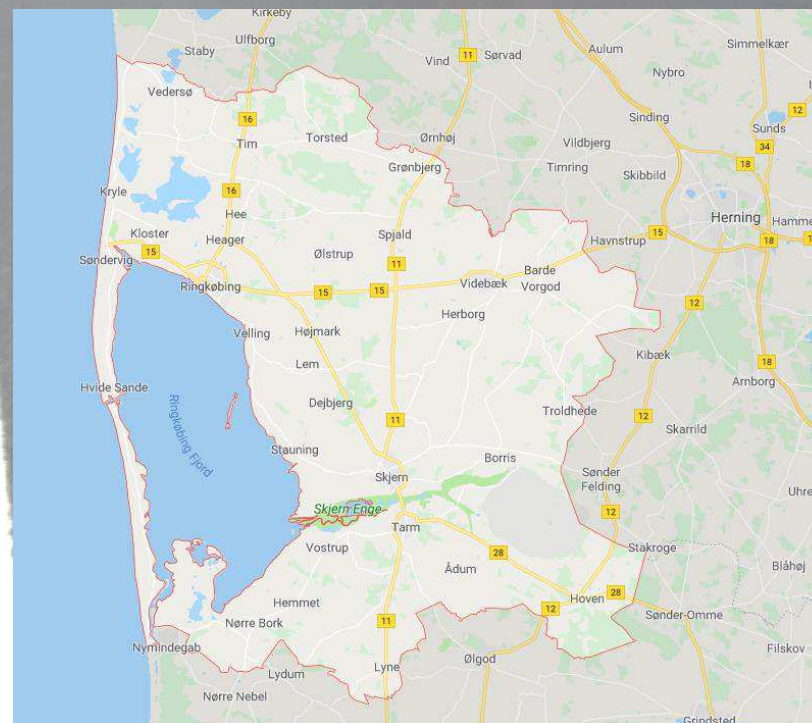 Kirkeby
Ulfborg
Staby
11
Vind
Sørvad
Aulum
Simmelkær
Nybro
Vedersø
16
Tim
Torsted
Ørnhøj
Sinding
12
Sunds
34
Vildbjerg
Grønbjerg
Timring
Skibbild
18
Kryle
16
Hee
Herning
Hamme
Kloster
Heager
Spjald
15
Havnstrup
15
18
Søndervig
Ølstrup
11
Barde
Ringkøbing
15
15
Videbæk
Vorgod
12
Velling
Højmark
Herborg
Kibæk
Lem
18
Arnborg
Hvide Sande
Ringkøbing Fjord
Dejbjerg
11
Troldhede
12
Skarrild
Stauning
Borris
Skjern
Sønder
Felding
Uhre
Skjern Enge
12
Tarm
Vostrup
28
Stakroge
Ådum
Blåhøj
Hemmet
Hoven
28
12
Nørre Bork
11
Sønder-Omme
Nymindegab
Ølgod
Filskov
Lydum
Lyne
Nørre Nebel
Grindsted